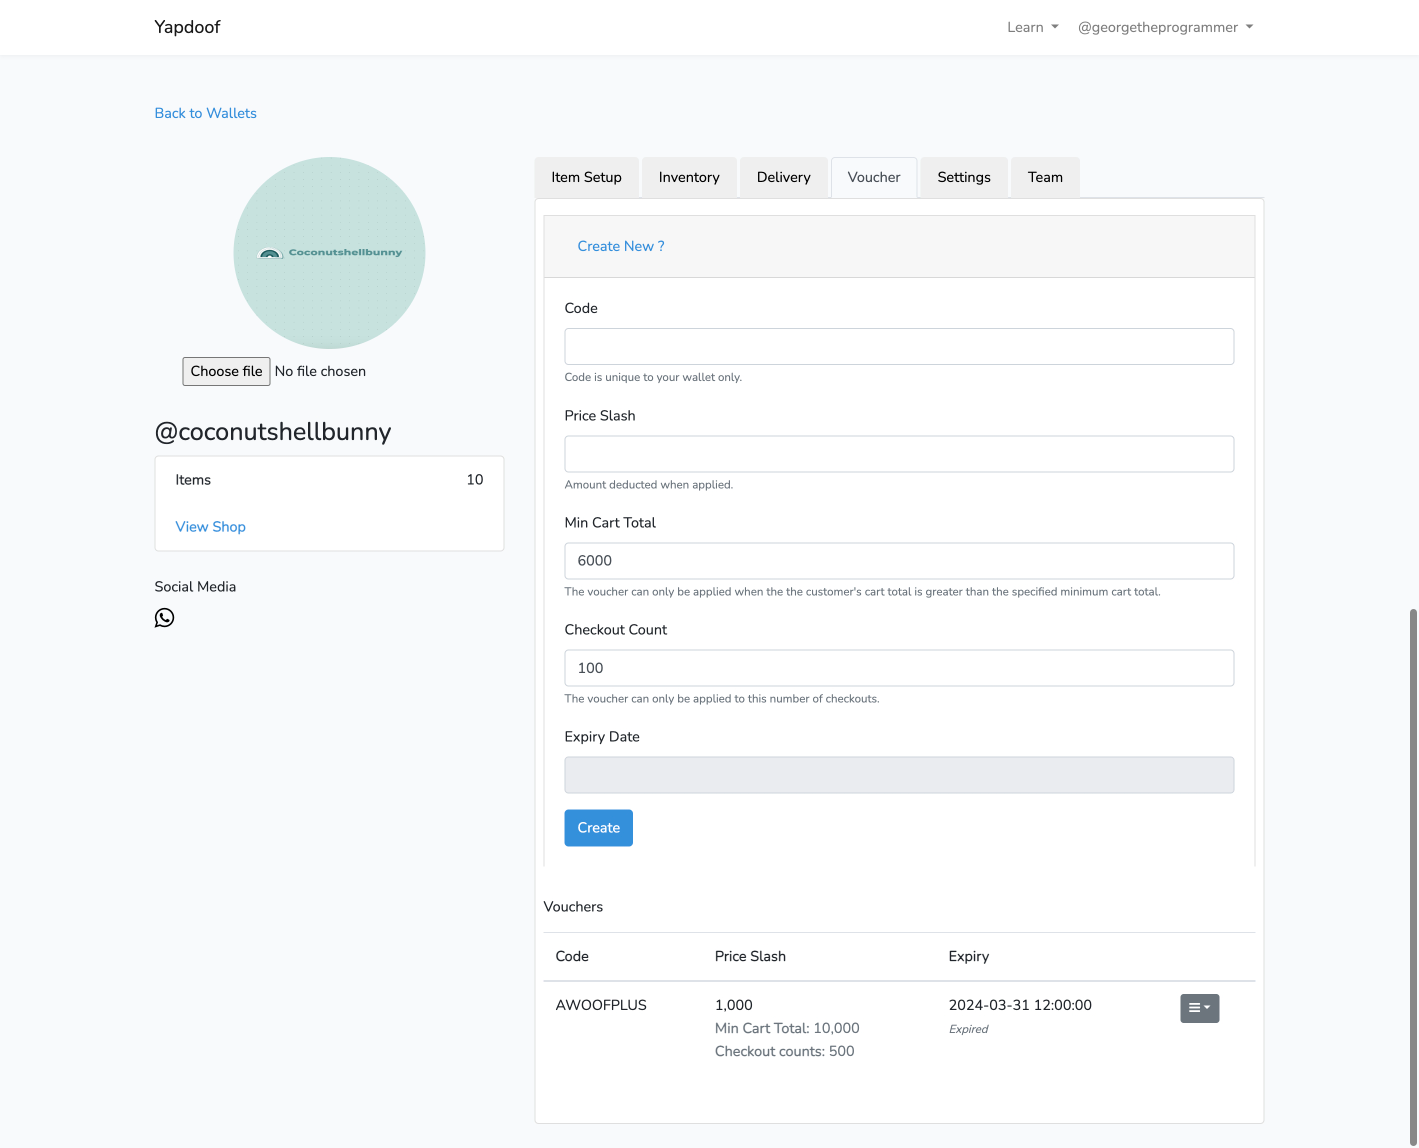 Yapdoof
Learn
@georgetheprogrammer
Back to Wallets
Coconutshellbunny
Choose file No file chosen
@coconutshellbunny
Items 10
View Shop
Social Media
Item Setup
Inventory
Delivery
Voucher
Settings
Team
Create New ?
Code
Code is unique to your wallet only.
Price Slash
Amount deducted when applied.
Min Cart Total
6000
The voucher can only be applied when the the customer's cart total is greater than the specified minimum cart total.
Checkout Count
100
The voucher can only be applied to this number of checkouts.
Expiry Date
Create
Vouchers
Code Price Slash Expiry
AWOOFPLUS 1,000 2024-03-31 12:00:00
Min Cart Total: 10,000 Expired
Checkout counts: 500